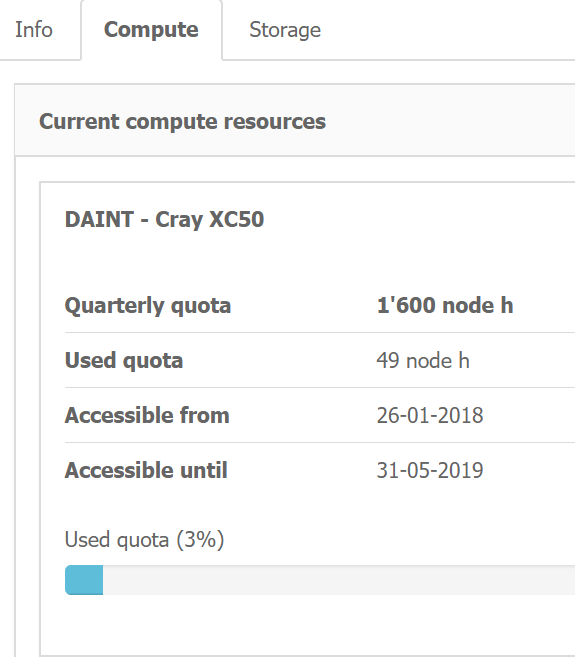 Info Compute Storage
Current compute resources
DAINT - Cray XC50
Quarterly quota 1'600 node h
Used quota 49 node h
Accessible from 26-01-2018
Accessible until 31-05-2019
Used quota (3%)